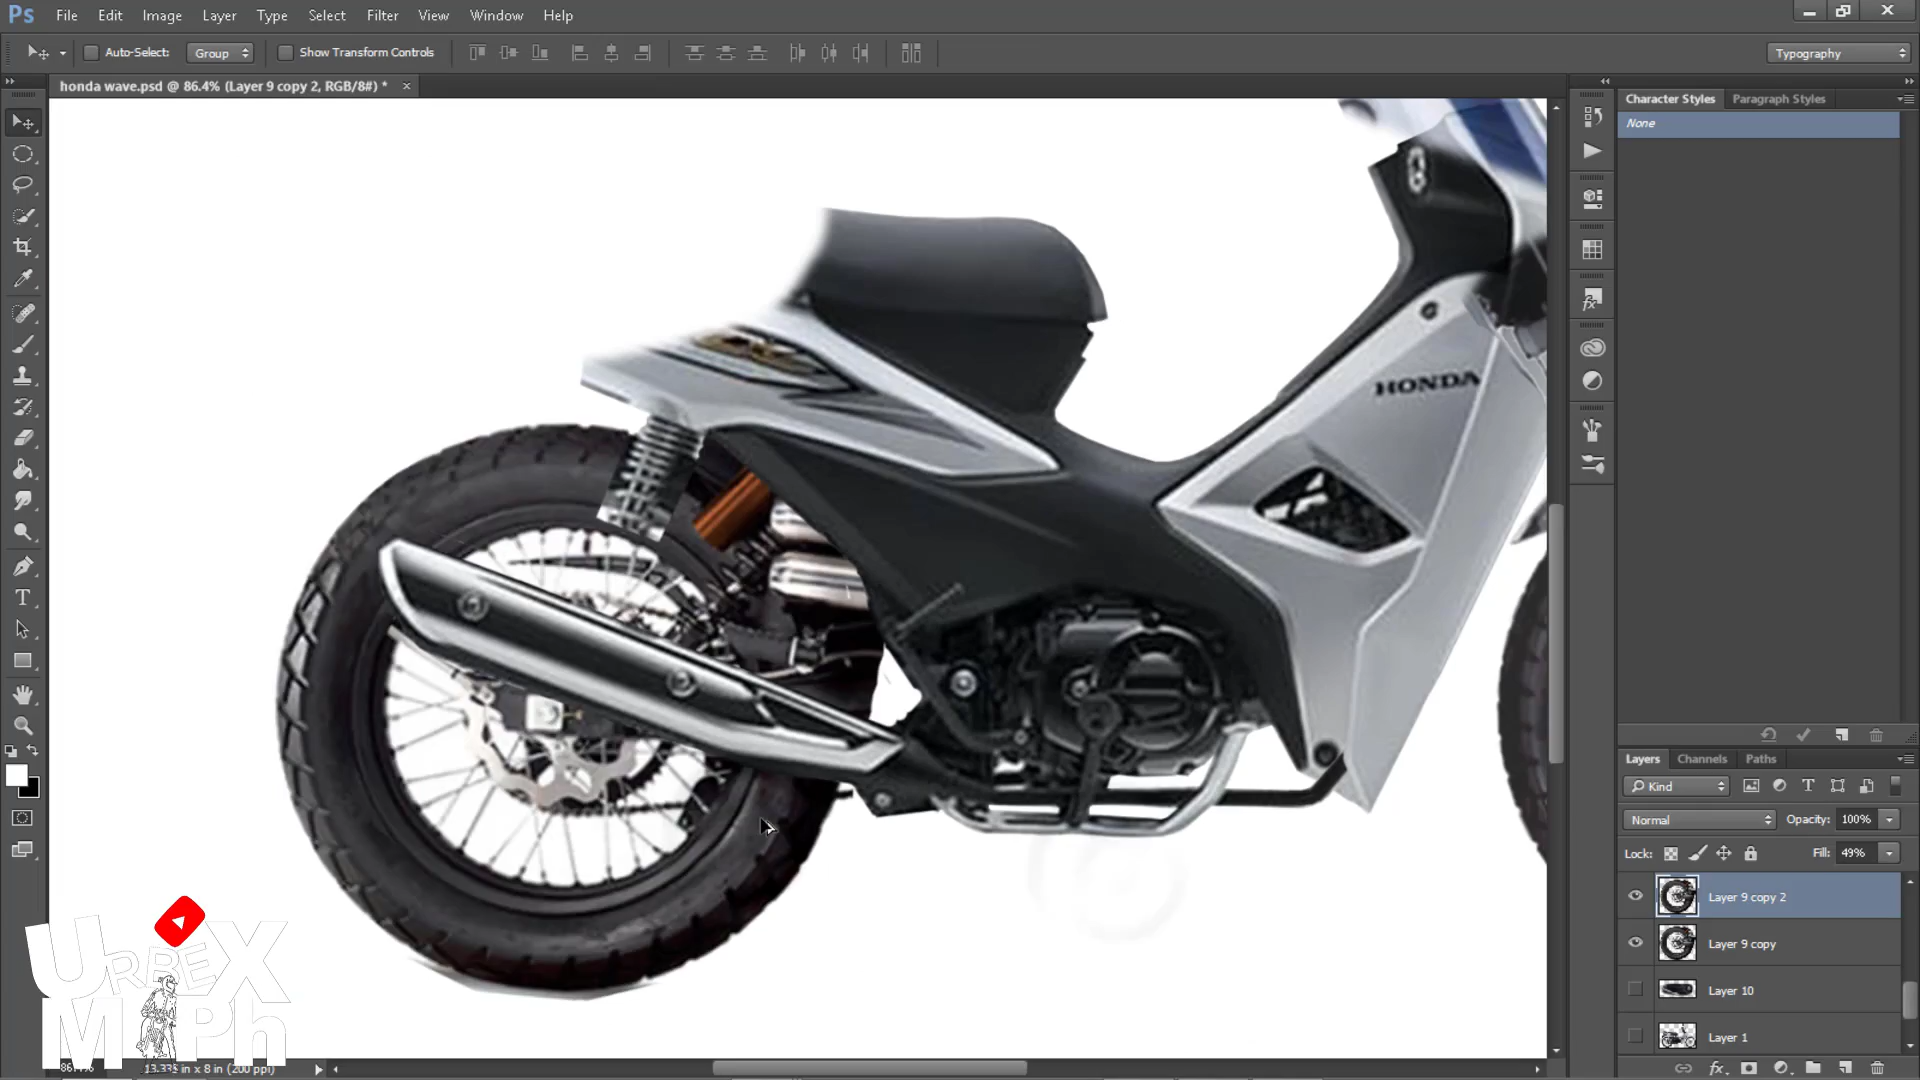 Ps File Edit Image Layer Type Select Filter View Window Help
Auto-Select: Group Show Transform Controls Typography
honda wave.psd @ 86.4% (Layer 9 copy 2, RGB/8#) *
Character Styles Paragraph Styles
None
HONDA
Layers Channels Paths
Kind
Normal Opacity: 100%
Lock: Fill: 49%
Layer 9 copy 2
Layer 9 copy
Layer 10
Layer 1
URBEX
M Ph
13.333 in x 8 in (200 ppi)